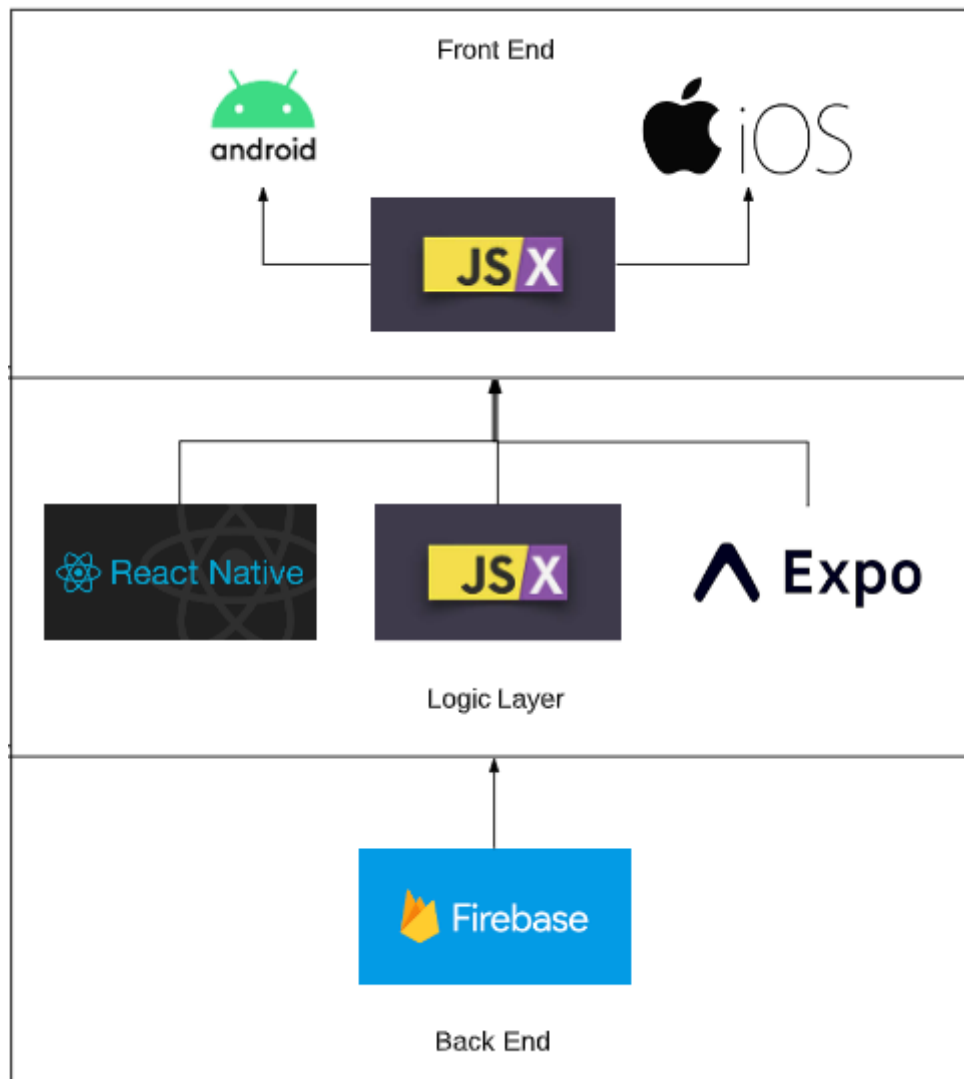 Front End
android
iOS
JSX
React Native
JSX
Expo
Logic Layer
Firebase
Back End